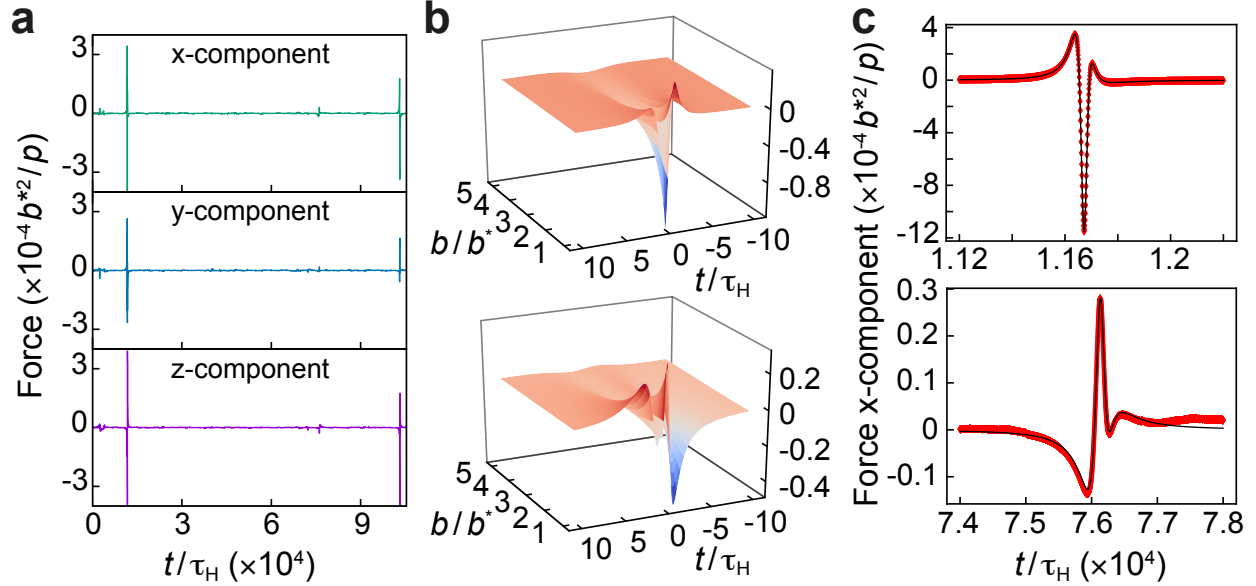 a
Force (×10⁻⁴ b*²/p)
3
0
-3
x-component
3
0
-3
y-component
3
0
-3
z-component
0 3 6 9
t/τH (×10⁴)
b
0
-0.4
-0.8
5 4 3 2 1
b/b*
10 5 0 -5 -10
t/τH
0.2
0
-0.2
-0.4
5 4 3 2 1
b/b*
10 5 0 -5 -10
t/τH
c
Force x-component (×10⁻⁴ b*²/p)
4
0
-4
-8
-12
1.12 1.16 1.2
0.3
0.2
0.1
0
-0.1
7.4 7.5 7.6 7.7 7.8
t/τH (×10⁴)